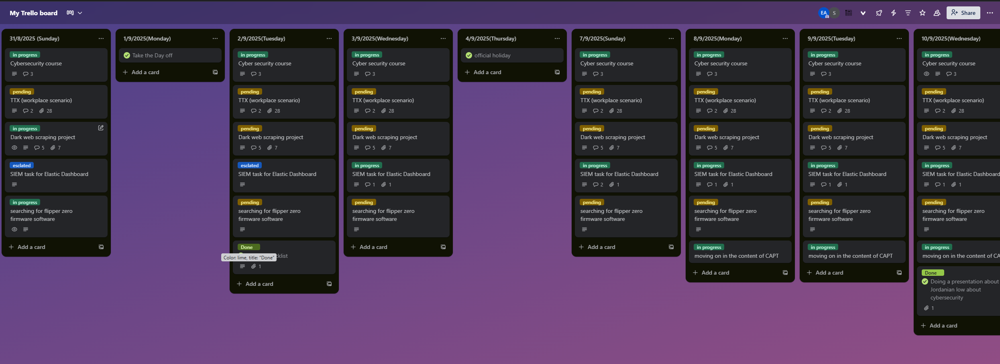 My Trello board
EA
S
Share
31/8/2025 (Sunday)
in progress
Cybersecurity course
3
pending
TTX (workplace scenario)
2 28
in progress
Dark web scraping project
5 7
esclated
SIEM task for Elastic Dashboard
in progress
searching for flipper zero
firmware software
Add a card
1/9/2025(Monday)
Take the Day off
Add a card
2/9/2025(Tuesday)
in progress
Cyber security course
3
pending
TTX (workplace scenario)
2 28
pending
Dark web scraping project
5 7
esclated
SIEM task for Elastic Dashboard
pending
searching for flipper zero
firmware software
Done
Color: lime, title: "Done"
cklist
1
Add a card
3/9/2025(Wednesday)
in progress
Cyber security course
3
pending
TTX (workplace scenario)
2 28
pending
Dark web scraping project
5 7
in progress
SIEM task for Elastic Dashboard
1 1
pending
searching for flipper zero
firmware software
Add a card
4/9/2025(Thursday)
official holiday
Add a card
7/9/2025(Sunday)
in progress
Cyber security course
3
pending
TTX (workplace scenario)
2 28
pending
Dark web scraping project
5 7
in progress
SIEM task for Elastic Dashboard
2 1
pending
searching for flipper zero
firmware software
Add a card
8/9/2025(Monday)
in progress
Cyber security course
3
pending
TTX (workplace scenario)
2 28
pending
Dark web scraping project
5 7
in progress
SIEM task for Elastic Dashboard
1 1
pending
searching for flipper zero
firmware software
in progress
moving on in the content of CAPT
Add a card
9/9/2025(Tuesday)
in progress
Cyber security course
3
pending
TTX (workplace scenario)
2 28
pending
Dark web scraping project
5 7
in progress
SIEM task for Elastic Dashboard
1 1
pending
searching for flipper zero
firmware software
in progress
moving on in the content of CAPT
Add a card
10/9/2025(Wednesday)
in progress
Cyber security course
3
pending
TTX (workplace scenario)
2 28
pending
Dark web scraping project
5 7
in progress
SIEM task for Elastic Dashboard
1 1
pending
searching for flipper zero
firmware software
in progress
moving on in the content of CA
Done
Doing a presentation about
Jordanian low about
cybersecurity
1
Add a card